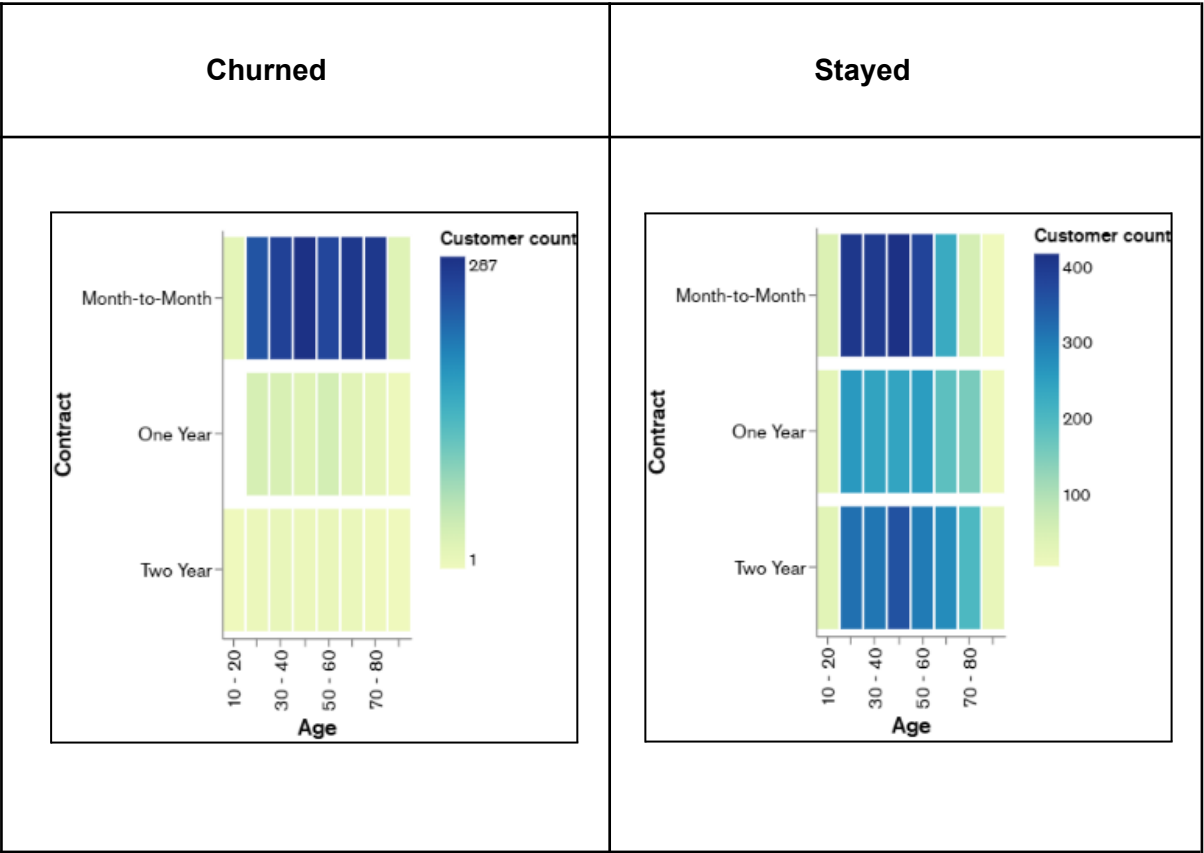 Churned
Stayed
Customer count
287
1
Month-to-Month
One Year
Two Year
Contract
10 - 20
30 - 40
50 - 60
70 - 80
Age
Customer count
400
300
200
100
Month-to-Month
One Year
Two Year
Contract
10 - 20
30 - 40
50 - 60
70 - 80
Age